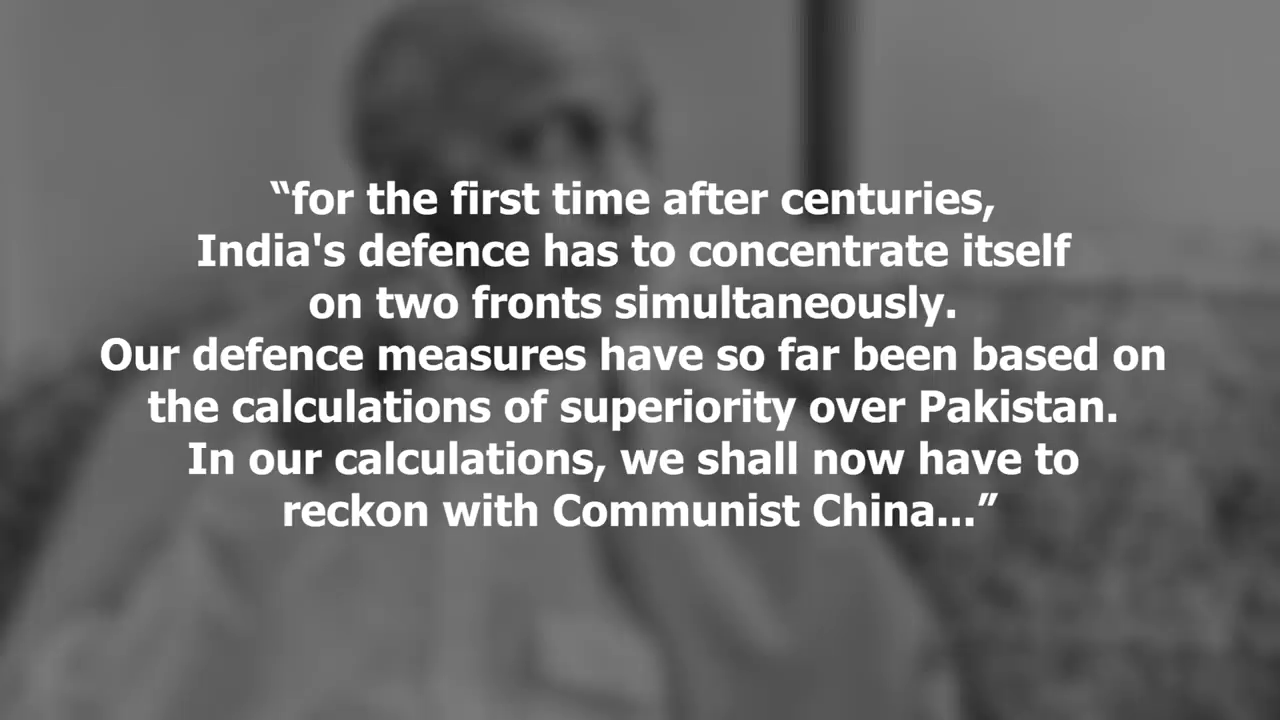 “for the first time after centuries,
India's defence has to concentrate itself
on two fronts simultaneously.
Our defence measures have so far been based on
the calculations of superiority over Pakistan.
In our calculations, we shall now have to
reckon with Communist China...”